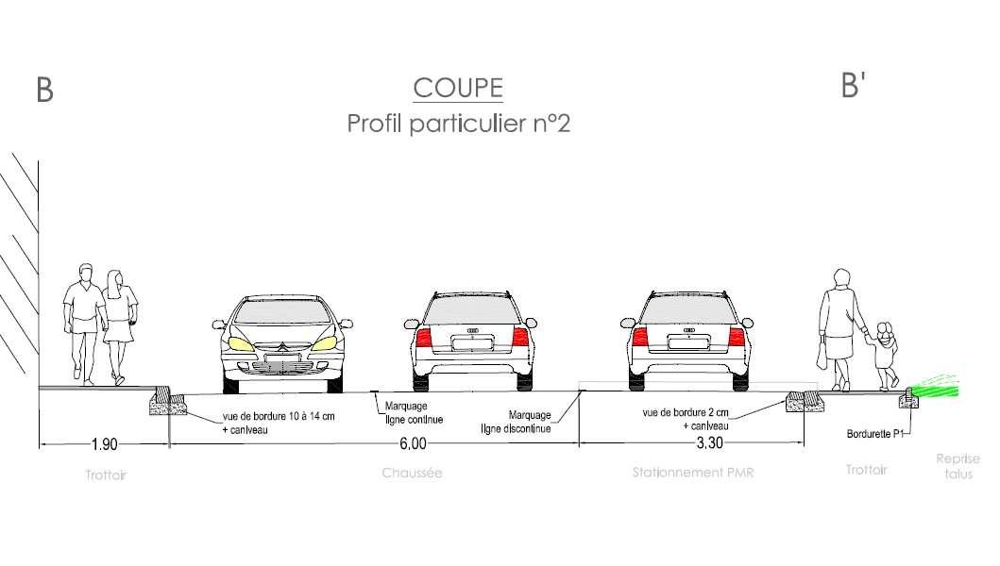 B
B'
COUPE
Profil particulier n°2
vue de bordure 10 à 14 cm
+ caniveau
Marquage
ligne continue
Marquage
ligne discontinue
vue de bordure 2 cm
+ caniveau
Bordurette P1
1.90
6,00
3.30
Trottoir
Chaussée
Stationnement PMR
Trottoir
Reprise
talus